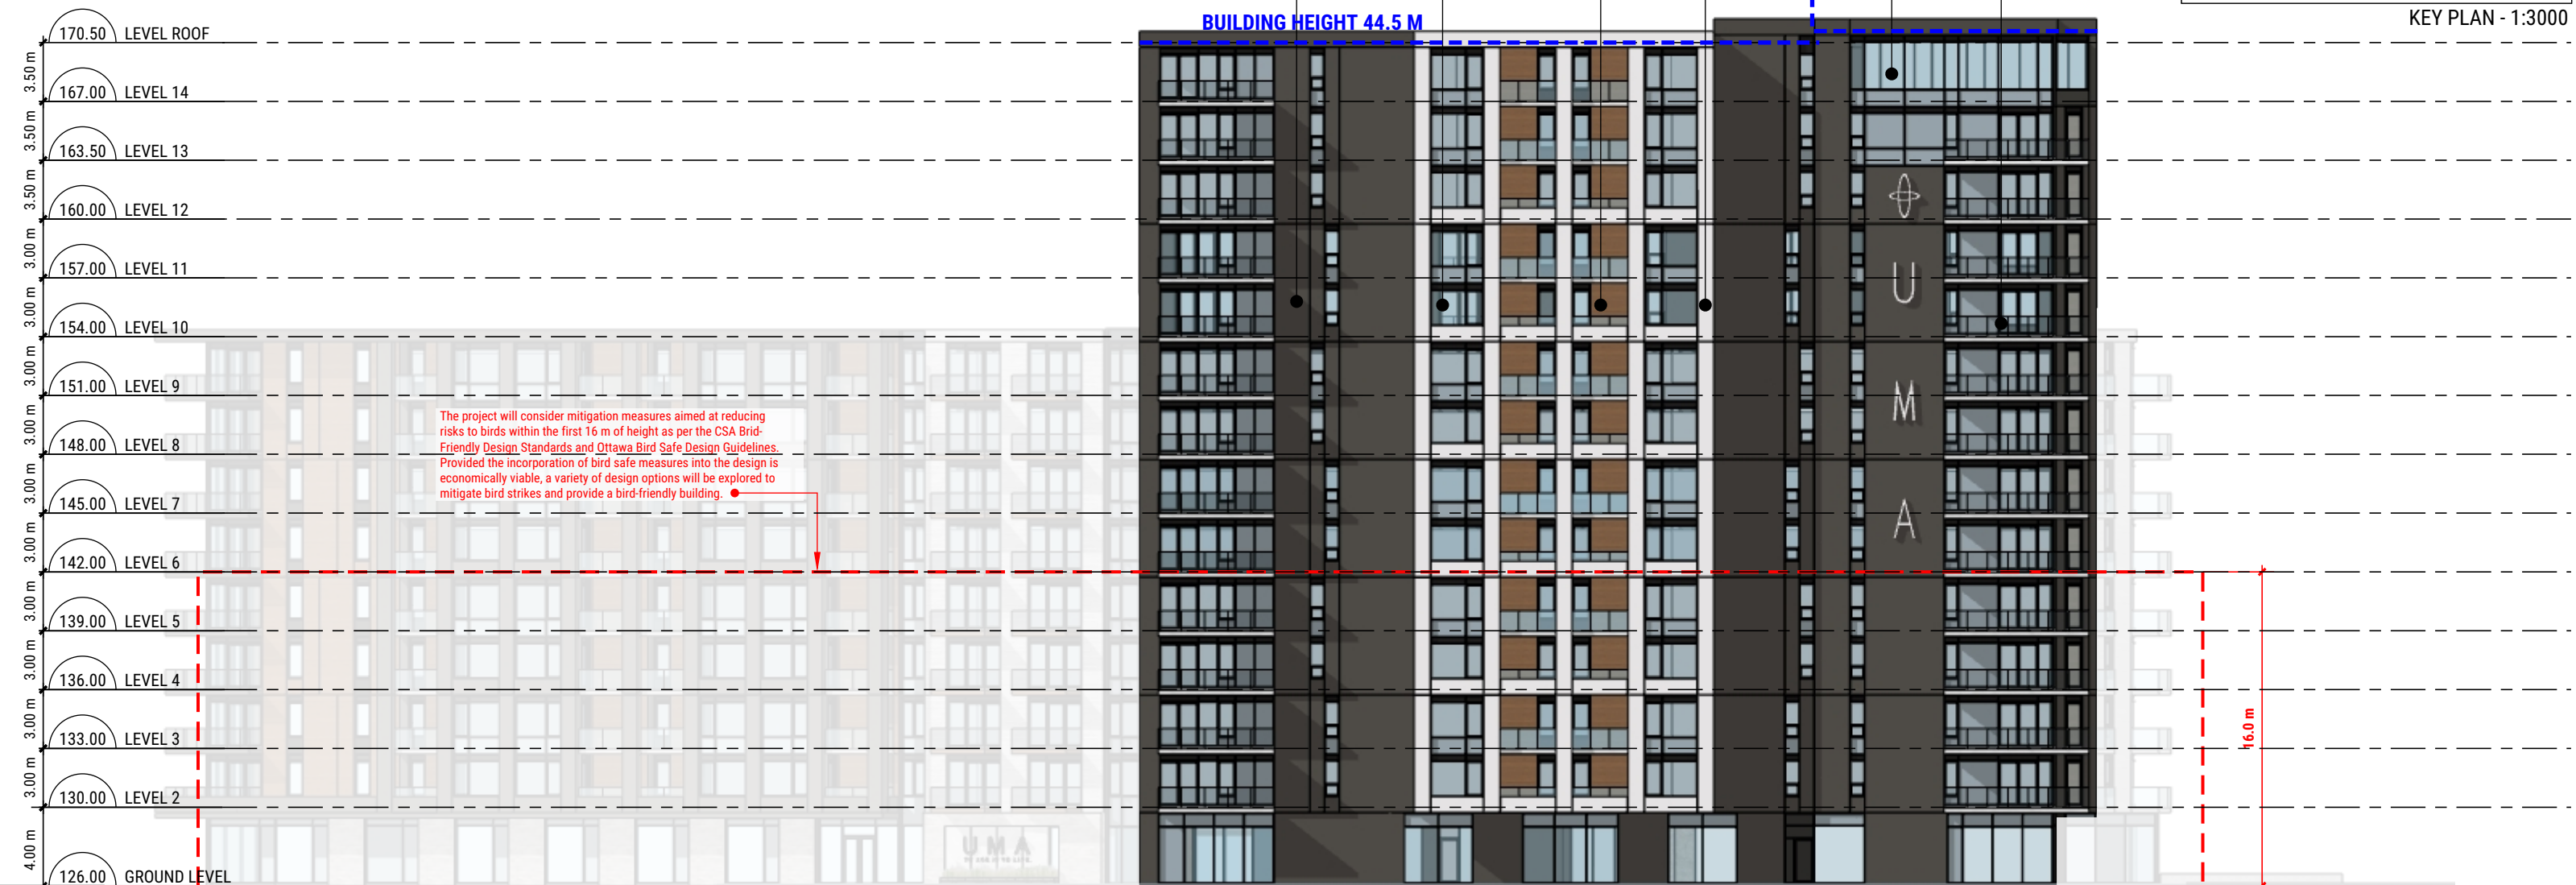 KEY PLAN - 1:3000
BUILDING HEIGHT 44.5 M
170.50 LEVEL ROOF
3.50 m
167.00 LEVEL 14
3.50 m
163.50 LEVEL 13
3.50 m
160.00 LEVEL 12
3.00 m
157.00 LEVEL 11
3.00 m
154.00 LEVEL 10
3.00 m
151.00 LEVEL 9
3.00 m
148.00 LEVEL 8
3.00 m
145.00 LEVEL 7
3.00 m
142.00 LEVEL 6
3.00 m
139.00 LEVEL 5
3.00 m
136.00 LEVEL 4
3.00 m
133.00 LEVEL 3
3.00 m
130.00 LEVEL 2
4.00 m
126.00 GROUND LEVEL
The project will consider mitigation measures aimed at reducing
risks to birds within the first 16 m of height as per the CSA Brid-
Friendly Design Standards and Ottawa Bird Safe Design Guidelines.
Provided the incorporation of bird safe measures into the design is
economically viable, a variety of design options will be explored to
mitigate bird strikes and provide a bird-friendly building.
U
M
A
16.0 m
UMA